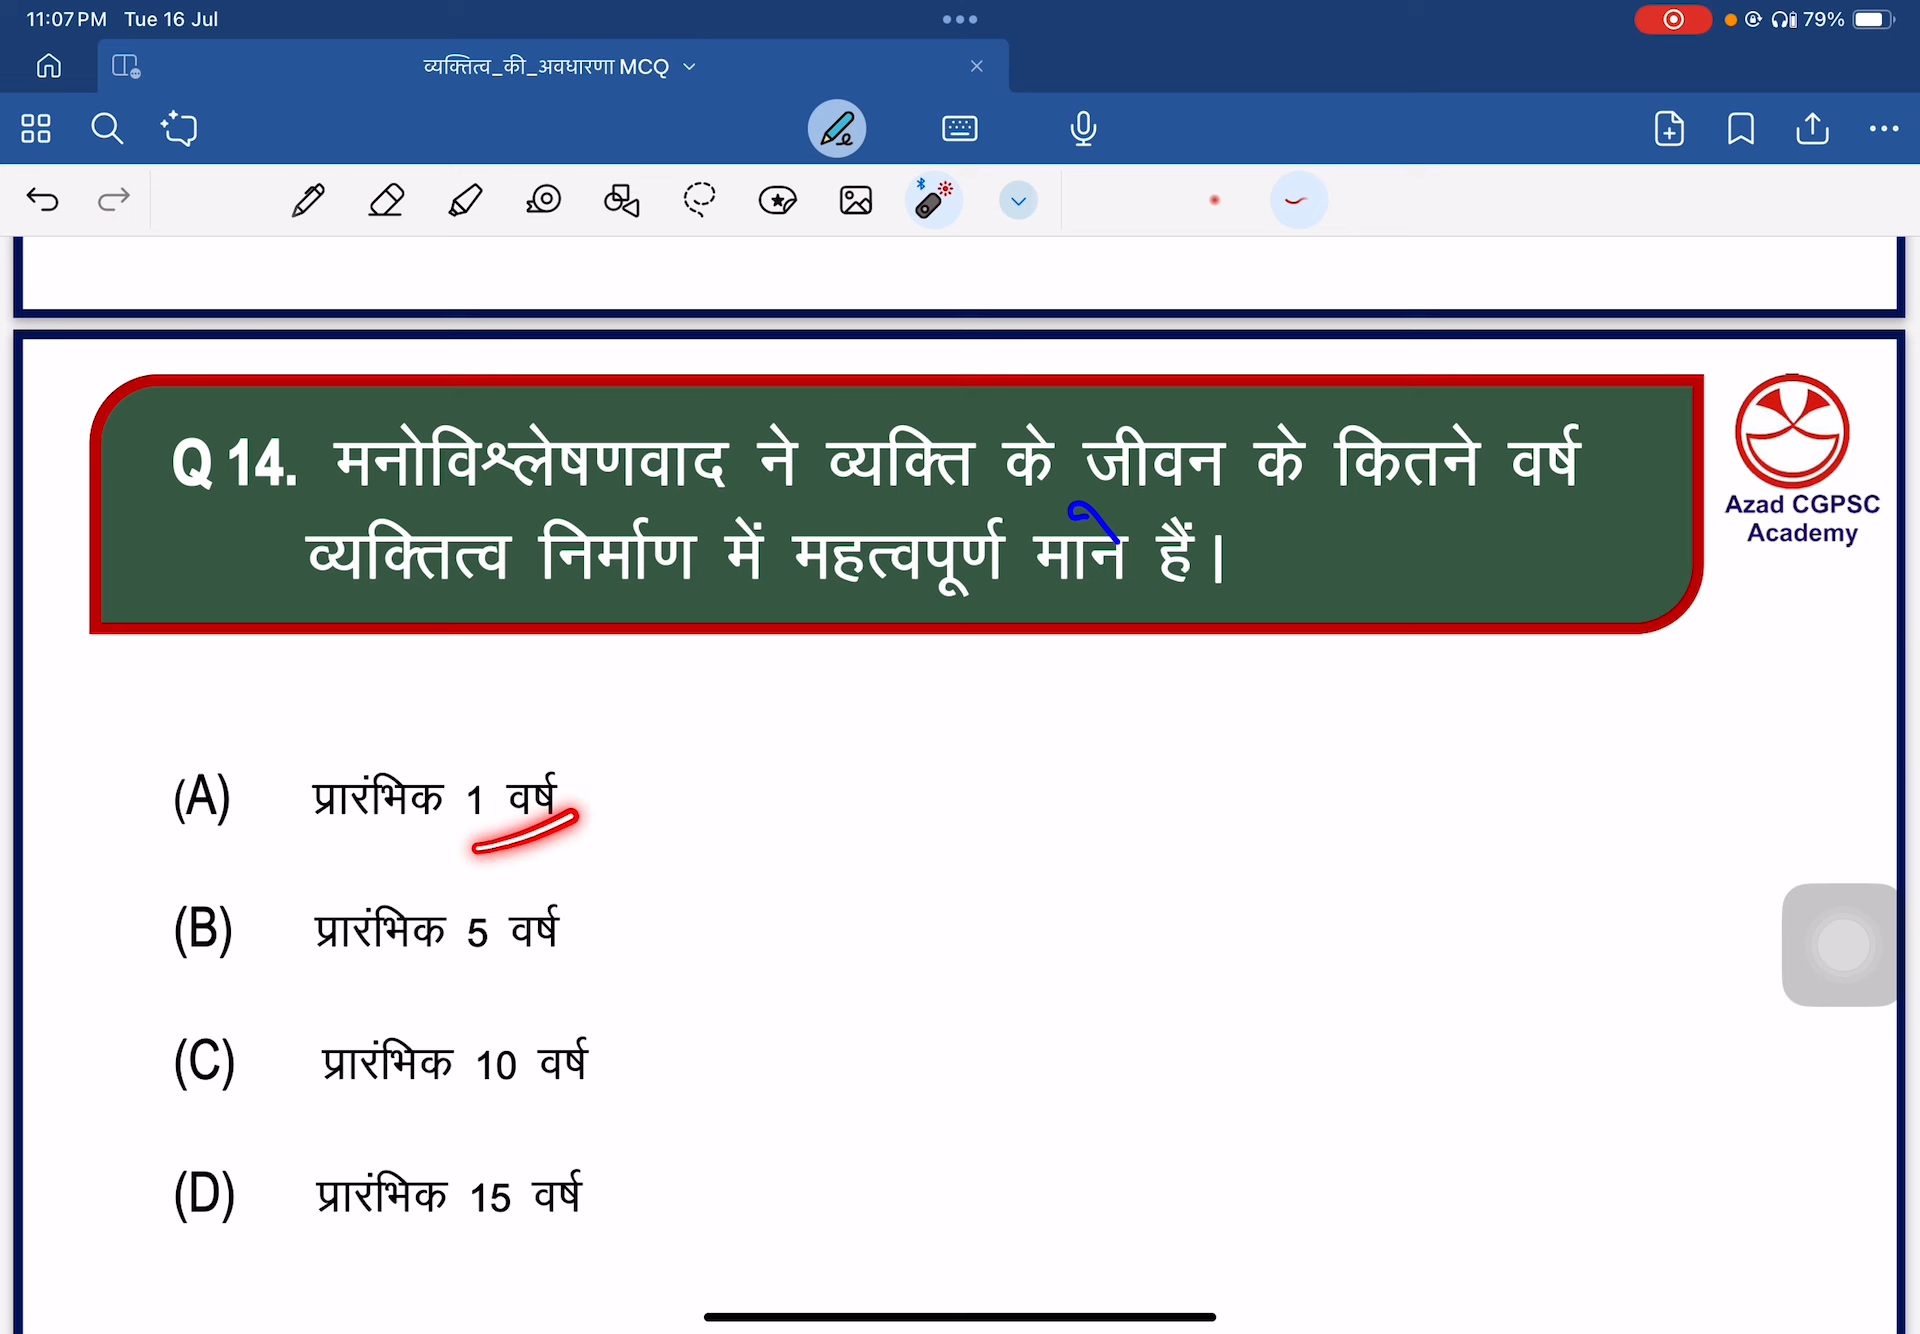 11:07 PM Tue 16 Jul
79%
व्यक्तित्व_की_अवधारणा MCQ
Q 14. मनोविश्लेषणवाद ने व्यक्ति के जीवन के कितने वर्ष
व्यक्तित्व निर्माण में महत्वपूर्ण माने हैं।
Azad CGPSC
Academy
(A) प्रारंभिक 1 वर्ष
(B) प्रारंभिक 5 वर्ष
(C) प्रारंभिक 10 वर्ष
(D) प्रारंभिक 15 वर्ष